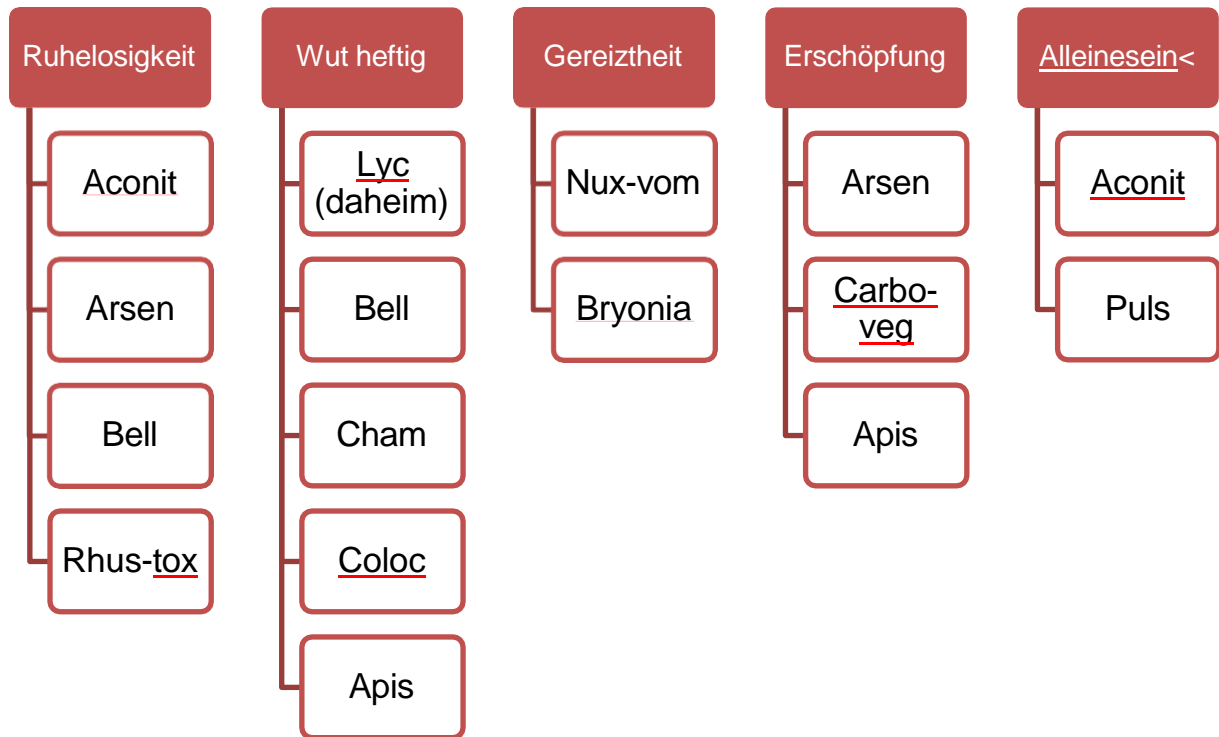 Ruhelosigkeit
Aconit
Arsen
Bell
Rhus-tox
Wut heftig
Lyc
(daheim)
Bell
Cham
Coloc
Apis
Gereiztheit
Nux-vom
Bryonia
Erschöpfung
Arsen
Carbo-
veg
Apis
Alleinesein<
Aconit
Puls